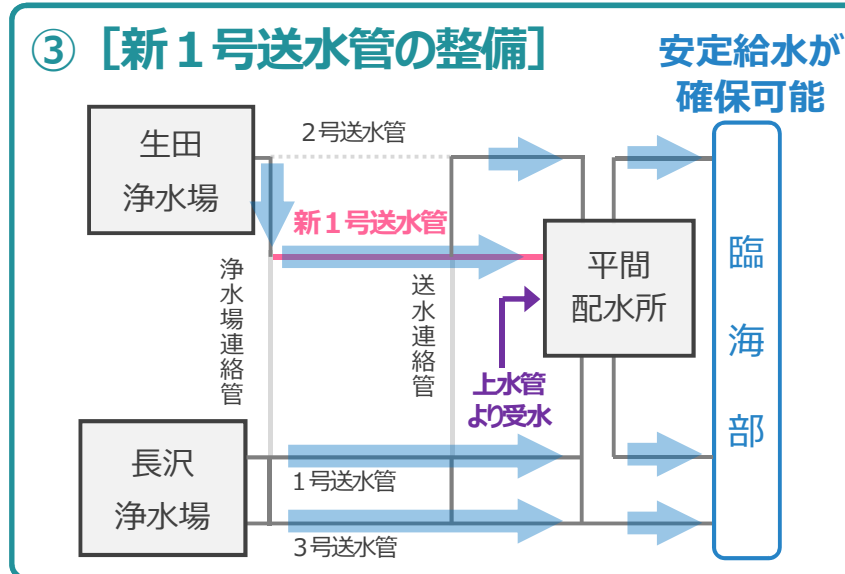 ③［新１号送水管の整備］
安定給水が
確保可能
生田
浄水場
２号送水管
新１号送水管
浄水場連絡管
送水連絡管
平間
配水所
上水管
より受水
臨海部
長沢
浄水場
１号送水管
３号送水管